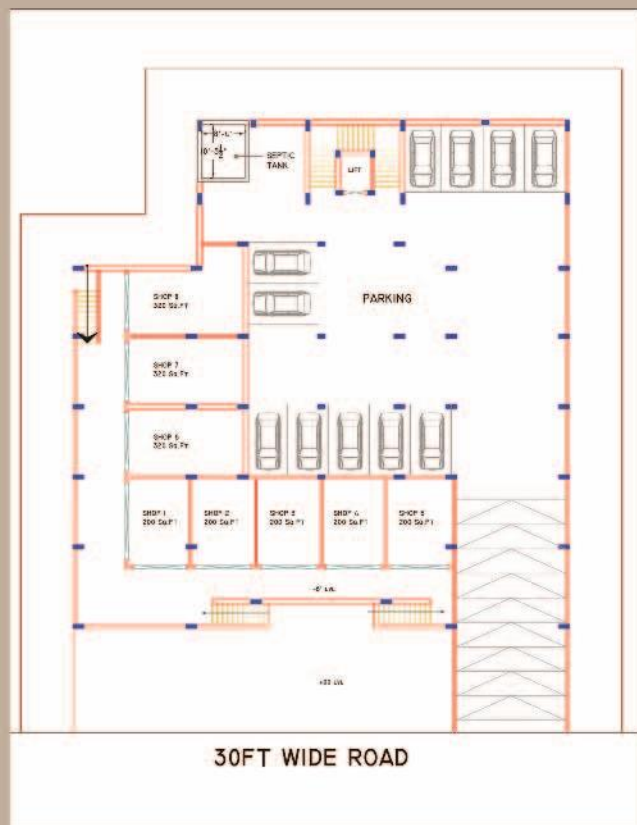 SEPTIC
TANK
LIFT
PARKING
SHOP 8
320 Sq.FT
SHOP 7
320 Sq.FT
SHOP 6
320 Sq.FT
SHOP 1
200 Sq.FT
SHOP 2
200 Sq.FT
SHOP 3
200 Sq.FT
SHOP 4
200 Sq.FT
SHOP 5
200 Sq.FT
LVL
LVL
30FT WIDE ROAD